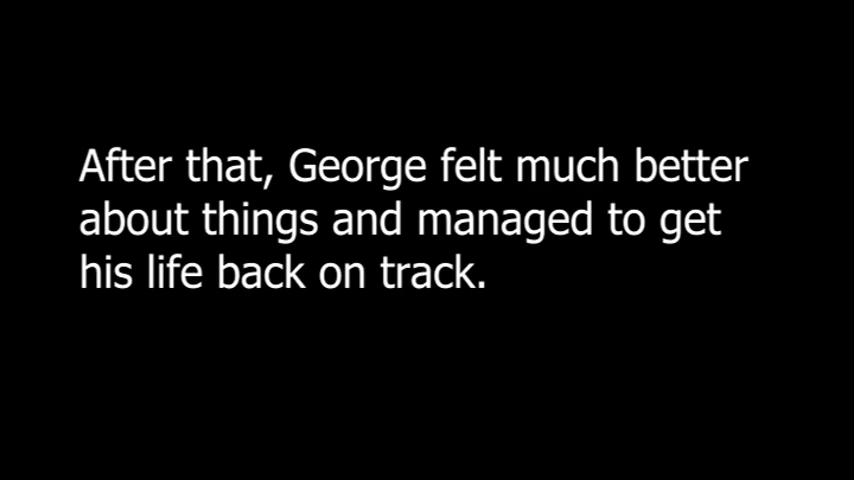 After that, George felt much better
about things and managed to get
his life back on track.